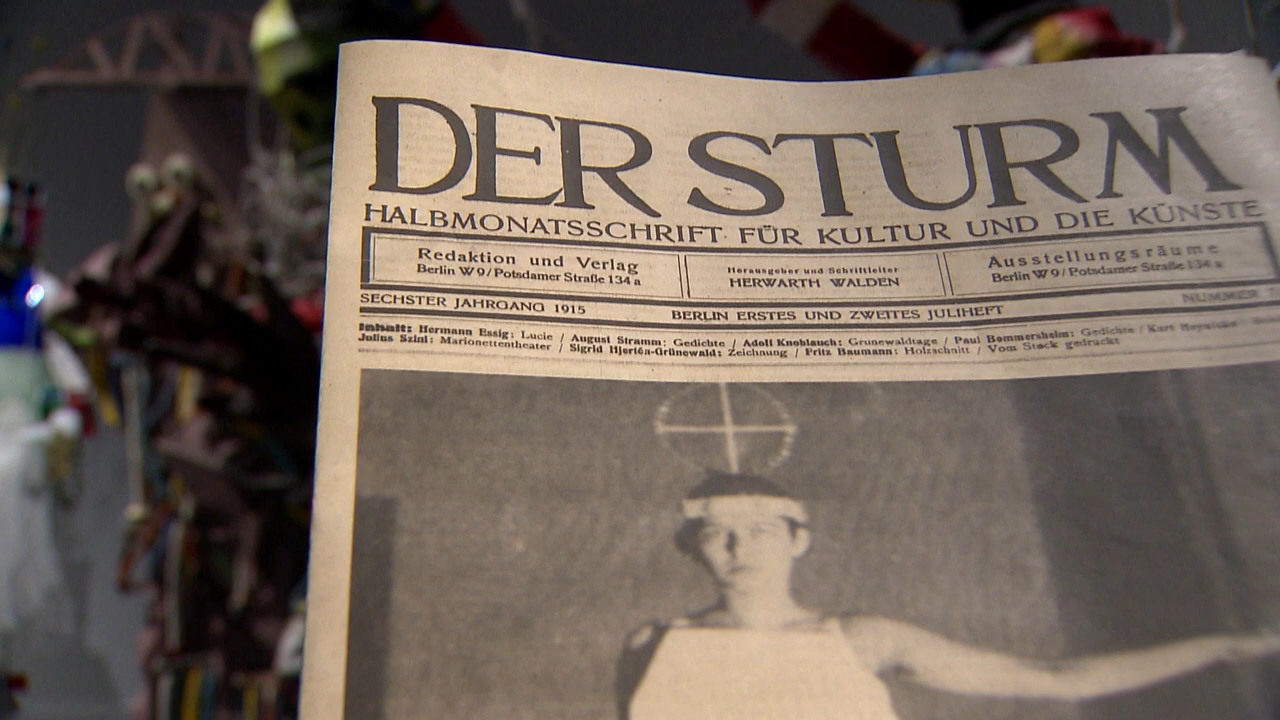 DER STURM
HALBMONATSSCHRIFT FÜR KULTUR UND DIE KÜNSTE
Redaktion und Verlag
Berlin W 9 / Potsdamer Straße 134 a
Herausgeber und Schriftleiter
HERWARTH WALDEN
Ausstellungsräume
Berlin W 9 / Potsdamer Straße 134 a
SECHSTER JAHRGANG 1915 BERLIN ERSTES UND ZWEITES JULIHEFT NUMMER
Inhalt: Hermann Essig: Lucie / August Stramm: Gedichte / Adolf Knoblauch: Grunewaldtage / Paul Bommersheim: Gedichte / Kurt
Julius Szini: Marionettentheater / Sigrid Hjertén-Grünewald: Zeichnung / Fritz Baumann: Holzschnitt / Vom Stock gedruckt